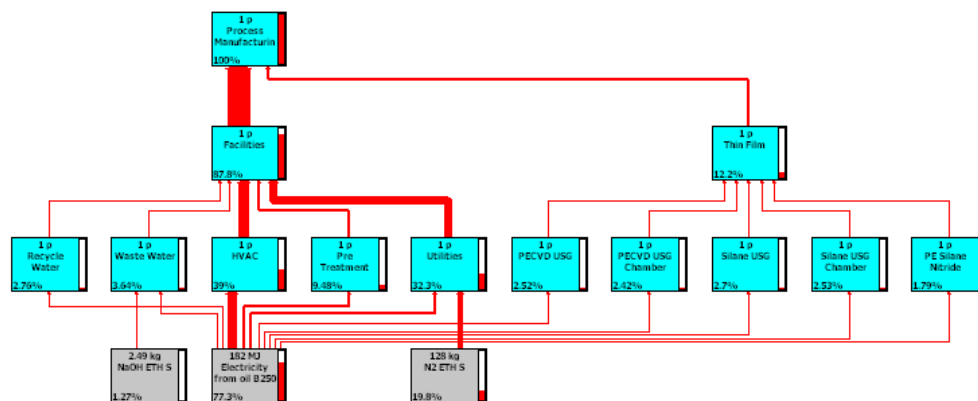 1 p
Process
Manufacturin
100%
1 p
Facilities
87.8%
1 p
Thin Film
12.2%
1 p
Recycle
Water
2.76%
1 p
Waste Water
3.64%
1 p
HVAC
39%
1 p
Pre
Treatment
9.48%
1 p
Utilities
32.3%
1 p
PECVD USG
2.52%
1 p
PECVD USG
Chamber
2.42%
1 p
Silane USG
2.7%
1 p
Silane USG
Chamber
2.53%
1 p
PE Silane
Nitride
1.79%
2.49 kg
NaOH ETH S
1.27%
182 MJ
Electricity
from oil B250
77.3%
128 kg
N2 ETH S
19.8%